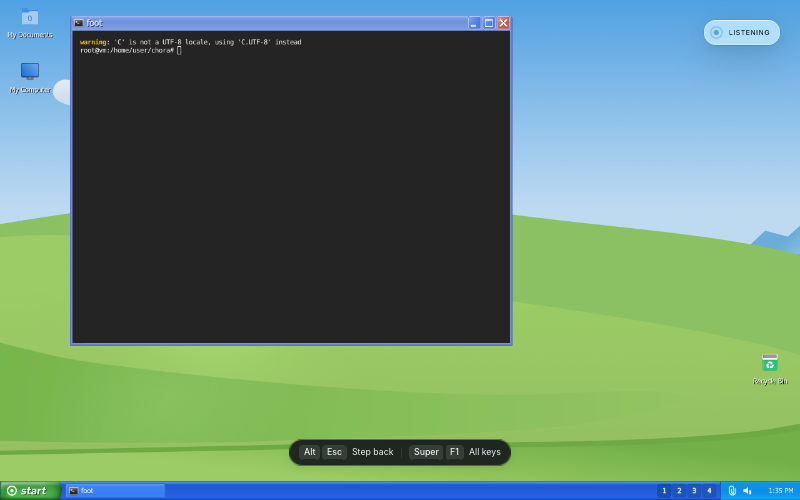 My Documents
My Computer
foot
warning: 'C' is not a UTF-8 locale, using 'C.UTF-8' instead
root@vm:/home/user/chora#
LISTENING
Recycle Bin
Alt Esc Step back Super F1 All keys
start foot 1 2 3 4 1:35 PM